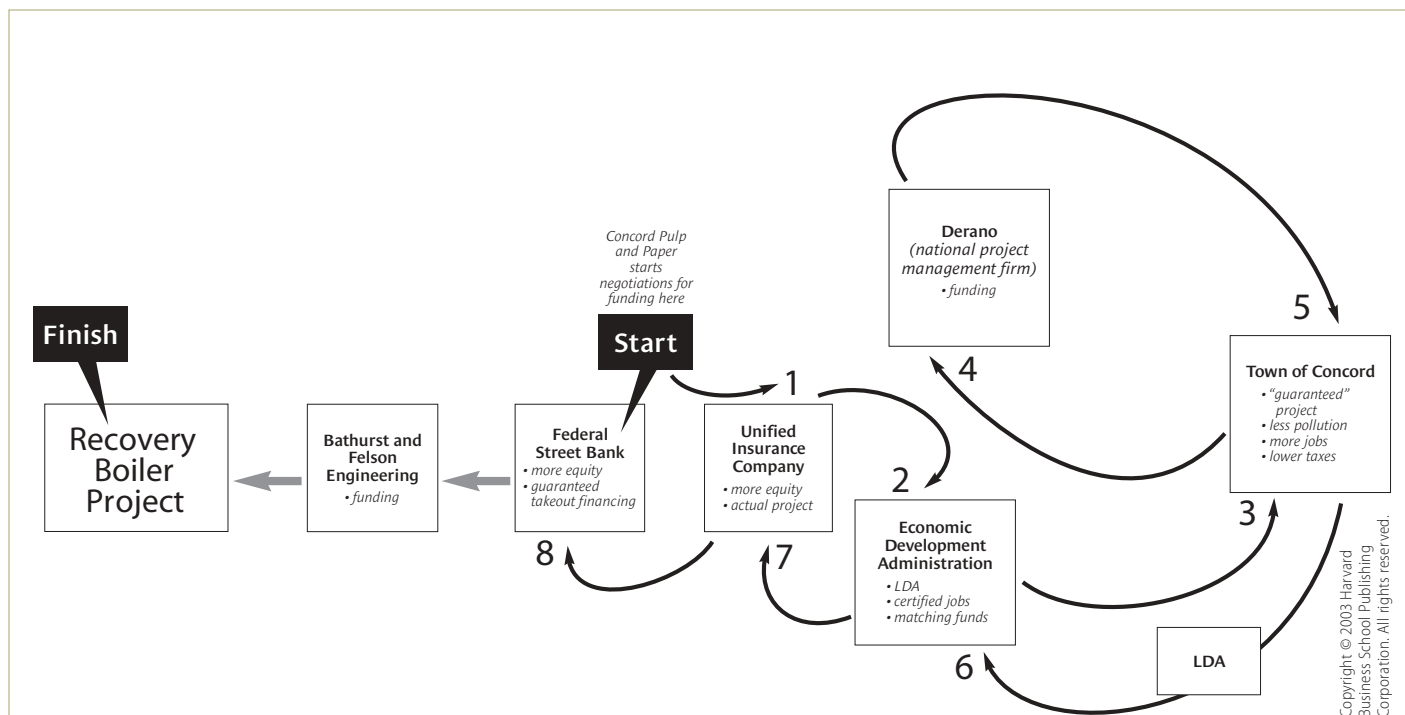 Concord Pulp
and Paper
starts
negotiations for
funding here
Start
Finish
Recovery
Boiler
Project
Bathurst and
Felson
Engineering
• funding
Federal
Street Bank
• more equity
• guaranteed
takeout financing
8
1
Unified
Insurance
Company
• more equity
• actual project
7
2
Economic
Development
Administration
• LDA
• certified jobs
• matching funds
6
Derano
(national project
management firm)
• funding
4
5
Town of Concord
• “guaranteed”
project
• less pollution
• more jobs
• lower taxes
3
LDA
Copyright © 2003 Harvard
Business School Publishing
Corporation. All rights reserved.